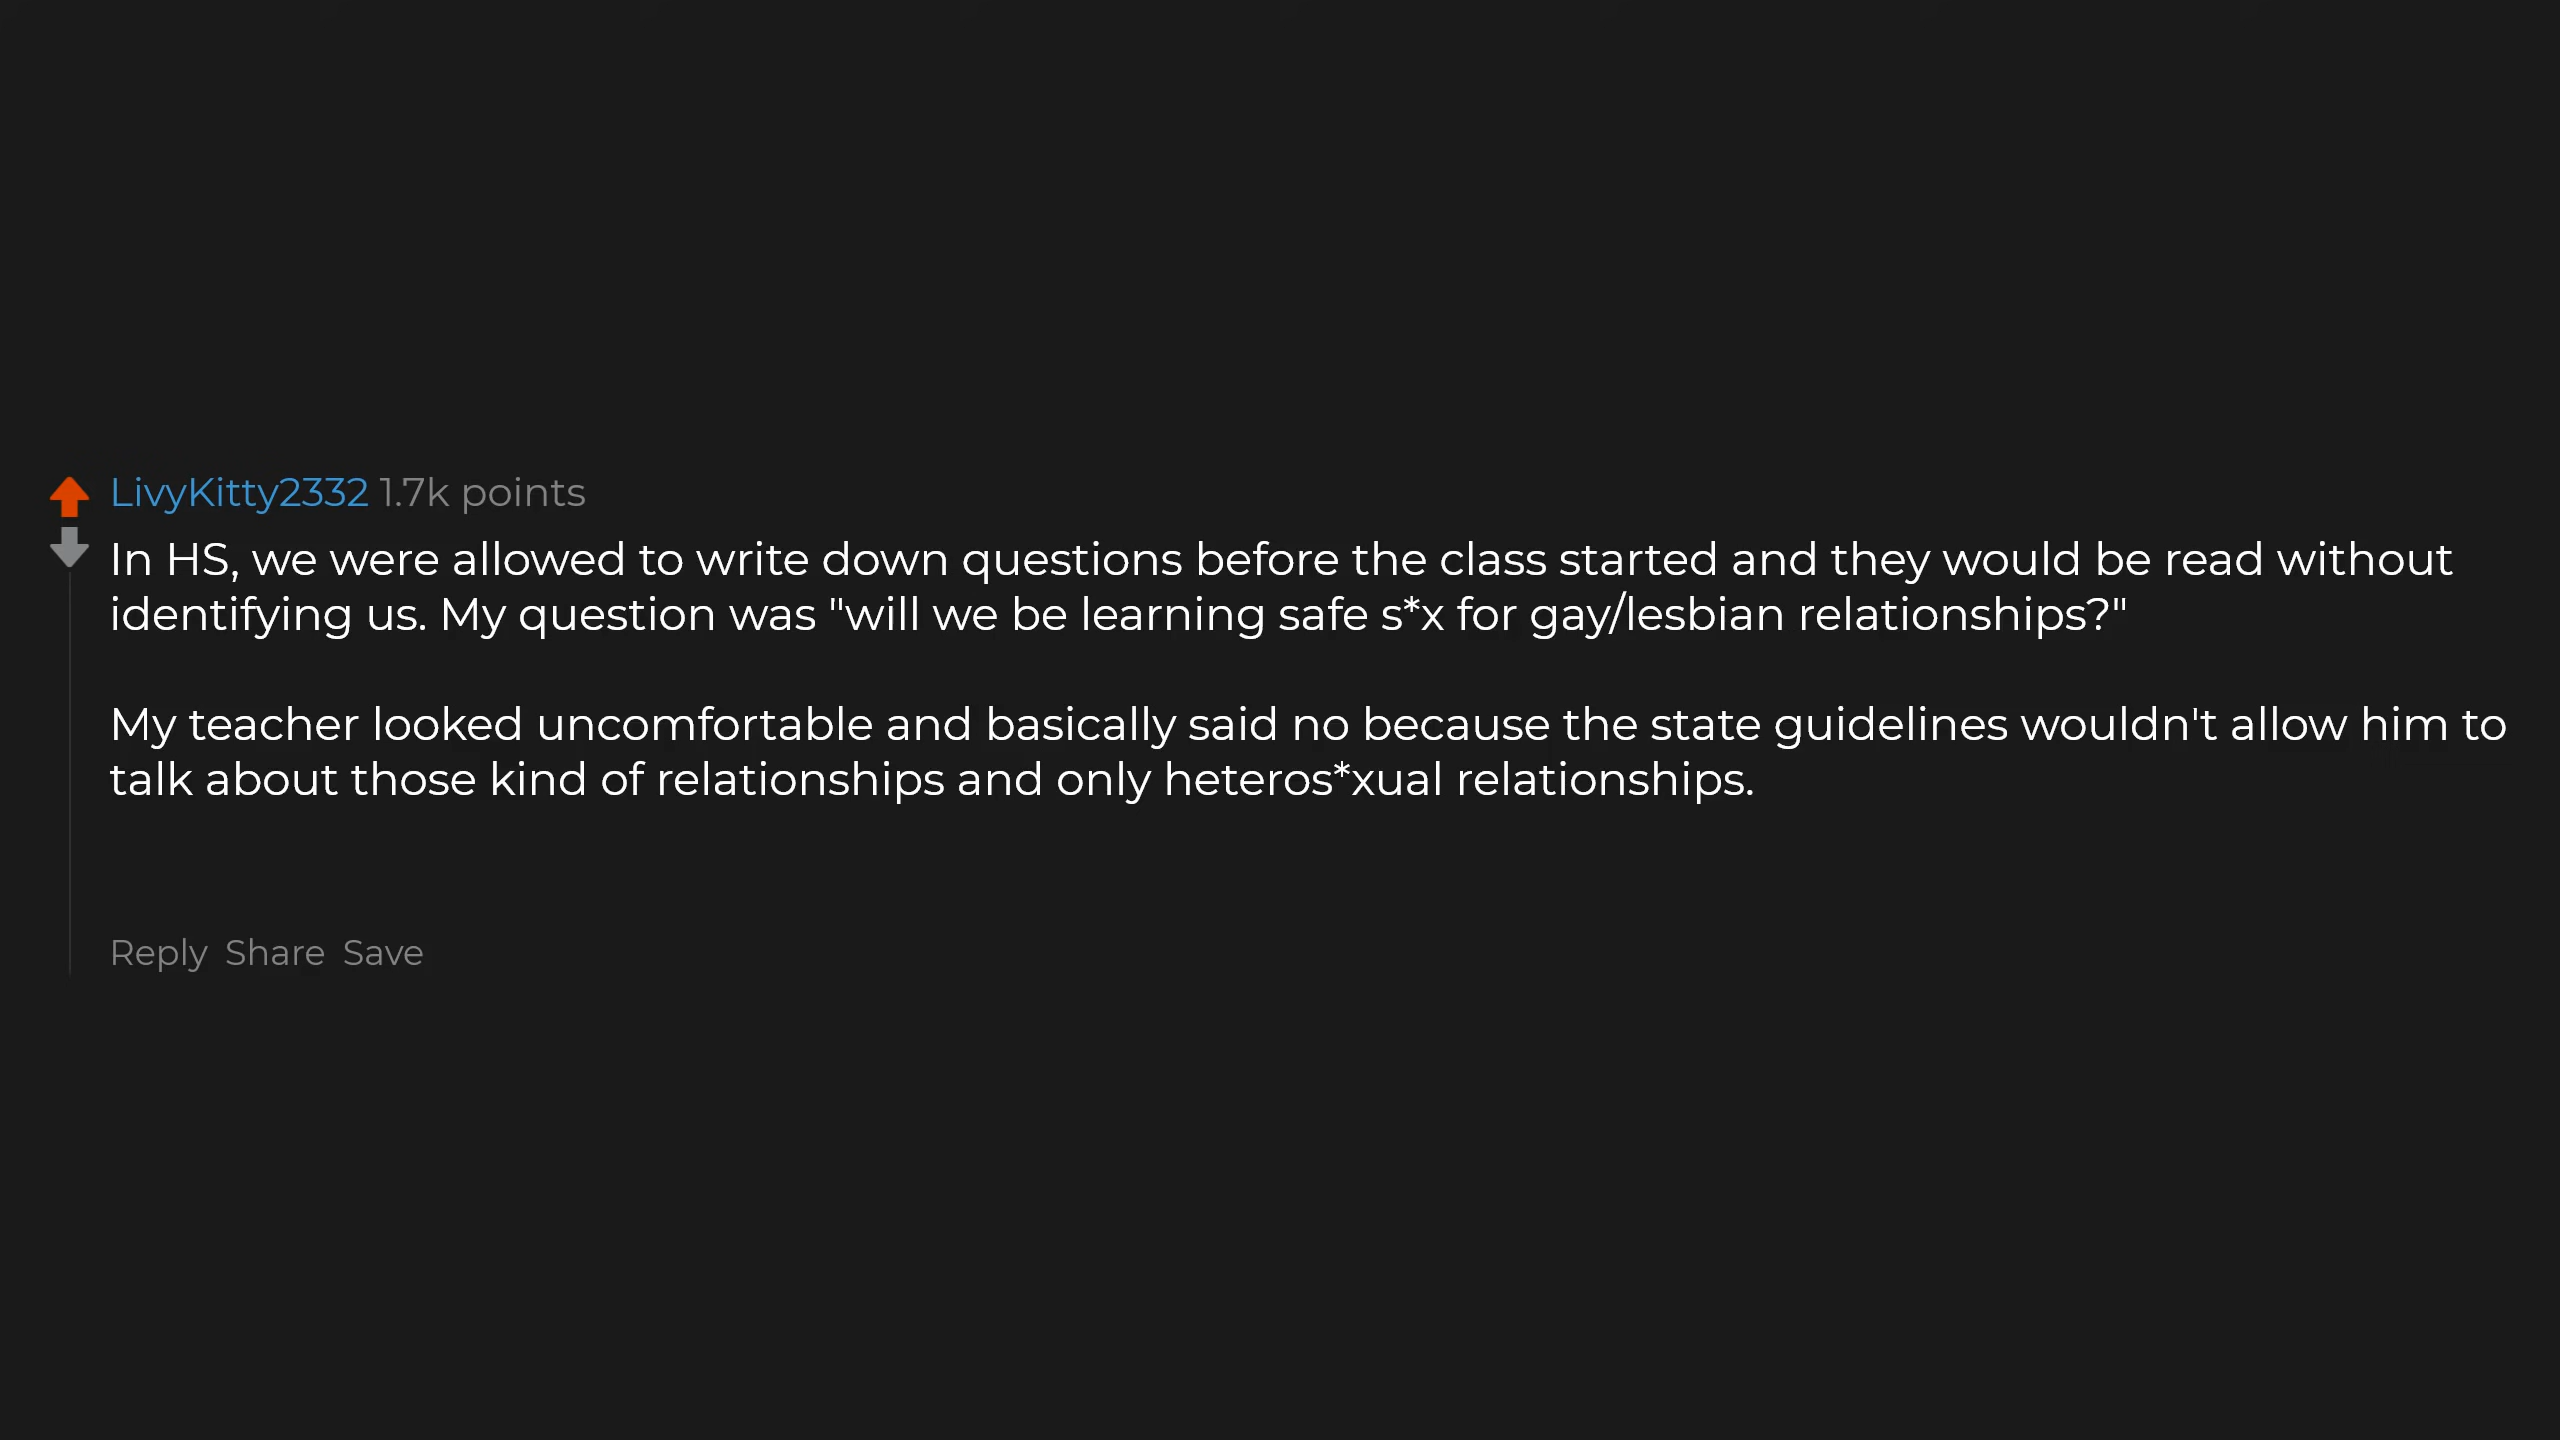 LivyKitty2332 1.7k points
In HS, we were allowed to write down questions before the class started and they would be read without
identifying us. My question was "will we be learning safe s*x for gay/lesbian relationships?"
My teacher looked uncomfortable and basically said no because the state guidelines wouldn't allow him to
talk about those kind of relationships and only heteros*xual relationships.
Reply Share Save